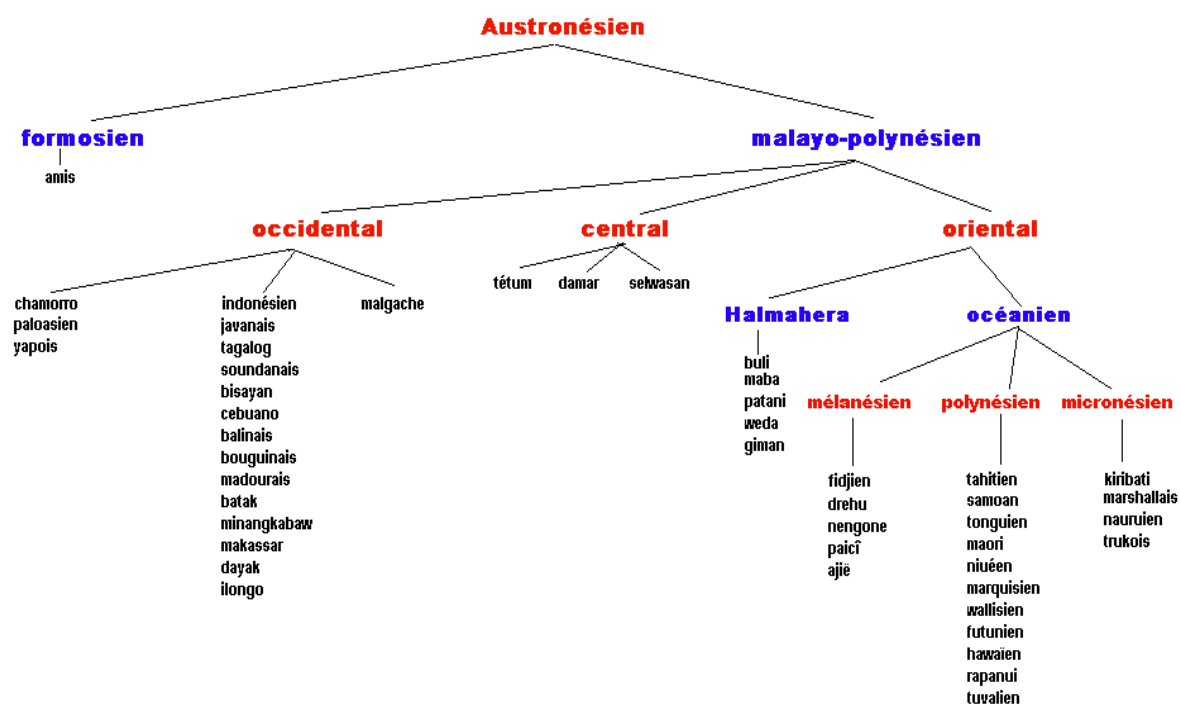 Austronésien
formosien
malayo-polynésien
amis
occidental
central
oriental
chamorro
paloasien
yapois
indonésien
javanais
tagalog
soundanais
bisayan
cebuano
balinais
bouguinais
madourais
batak
minangkabaw
makassar
dayak
ilongo
malgache
tétum
damar
selwasan
Halmahera
océanien
buli
maba
patani
weda
giman
mélanésien
polynésien
micronésien
fidjien
drehu
nengone
paicî
ajië
tahitien
samoan
tonguien
maori
niuéen
marquisien
wallisien
futunien
hawaïen
rapanui
tuvalien
kiribati
marshallais
nauruien
trukois